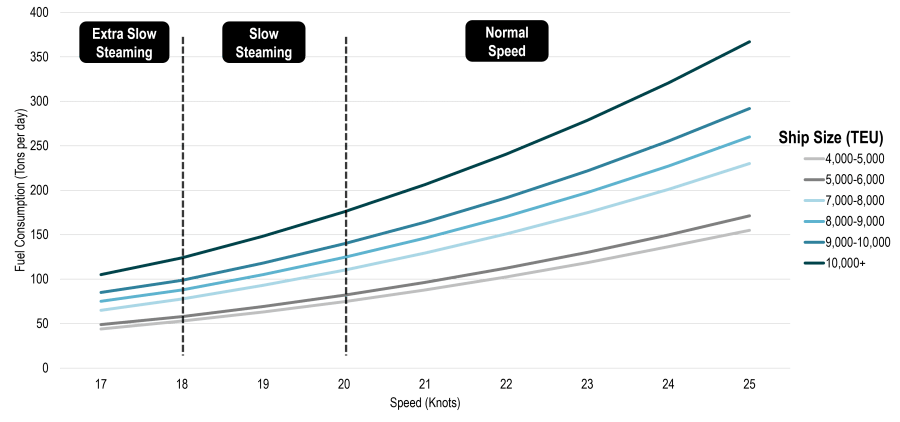 400
350
300
250
200
150
100
50
0
Fuel Consumption (Tons per day)
Extra Slow
Steaming
Slow
Steaming
Normal
Speed
17 18 19 20 21 22 23 24 25
Speed (Knots)
Ship Size (TEU)
4,000-5,000
5,000-6,000
7,000-8,000
8,000-9,000
9,000-10,000
10,000+